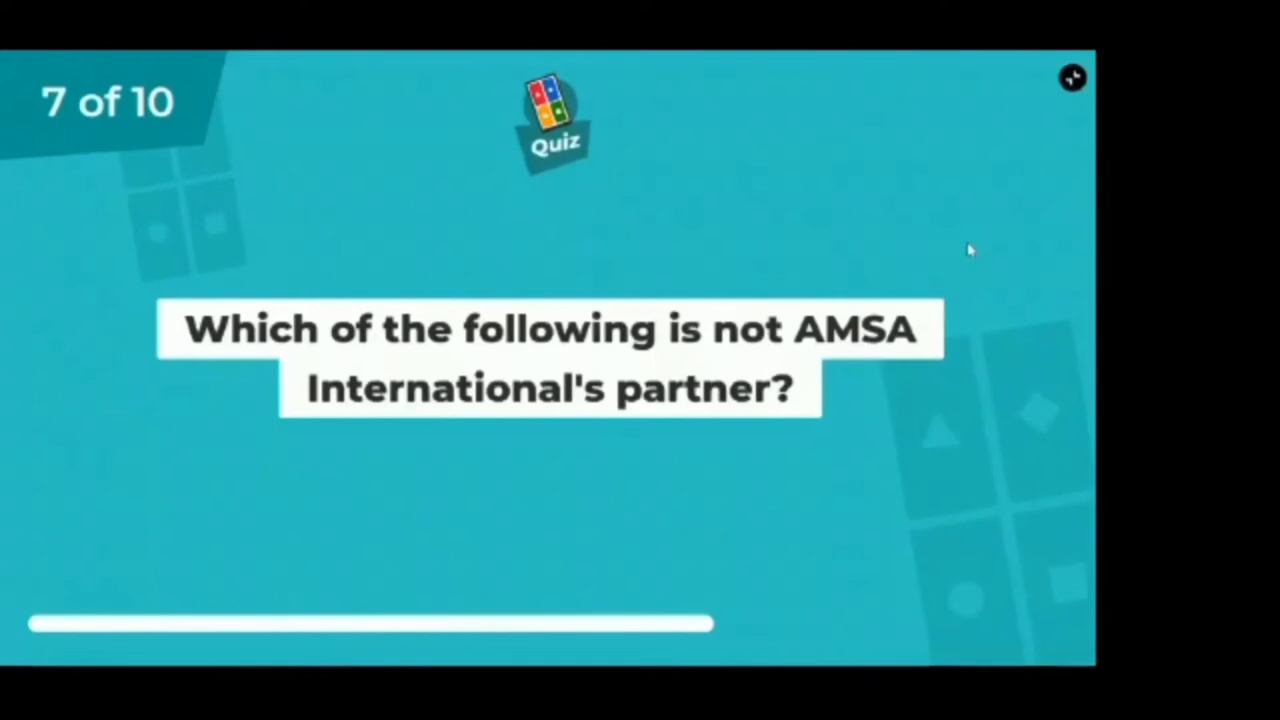 7 of 10
Quiz
Which of the following is not AMSA
International's partner?